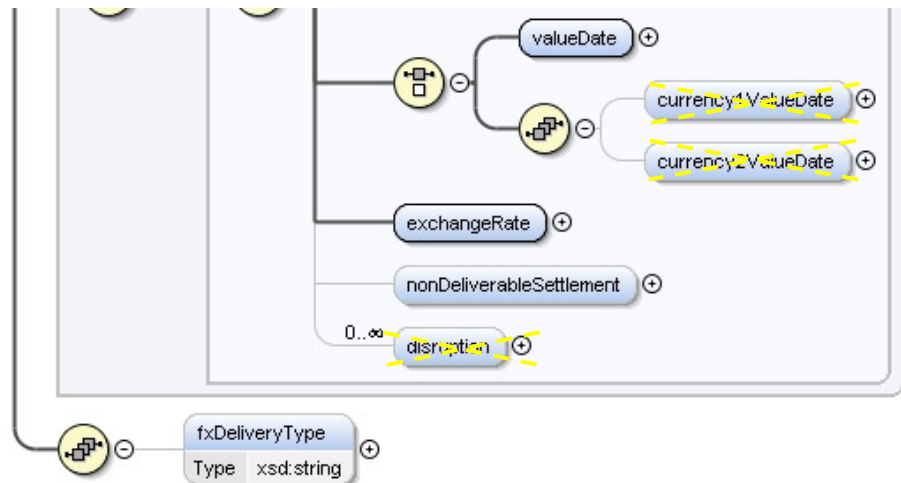 valueDate
currency1ValueDate
currency2ValueDate
exchangeRate
nonDeliverableSettlement
0..∞
disruption
fxDeliveryType
Type xsd:string